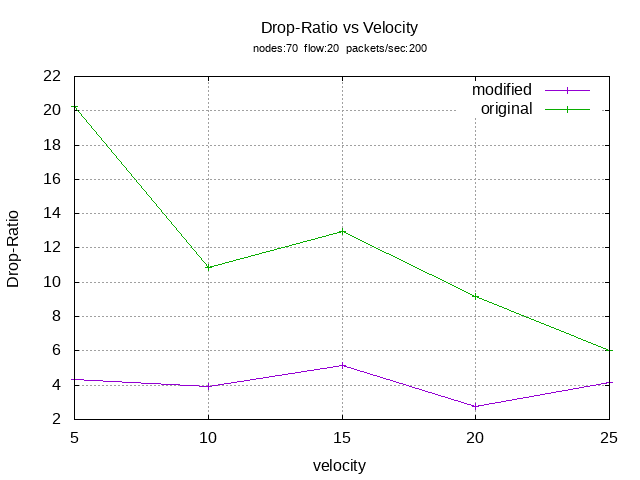 Drop-Ratio vs Velocity
nodes:70  flow:20  packets/sec:200
modified
original
22
20
18
16
14
12
10
8
6
4
2
Drop-Ratio
5 10 15 20 25
velocity